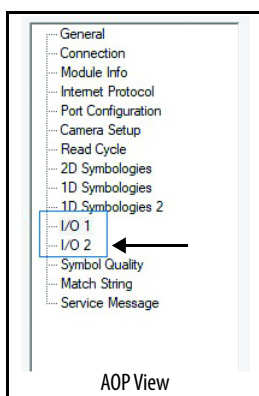 General
Connection
Module Info
Internet Protocol
Port Configuration
Camera Setup
Read Cycle
2D Symbologies
1D Symbologies
1D Symbologies 2
I/O 1
I/O 2
Symbol Quality
Match String
Service Message
AOP View